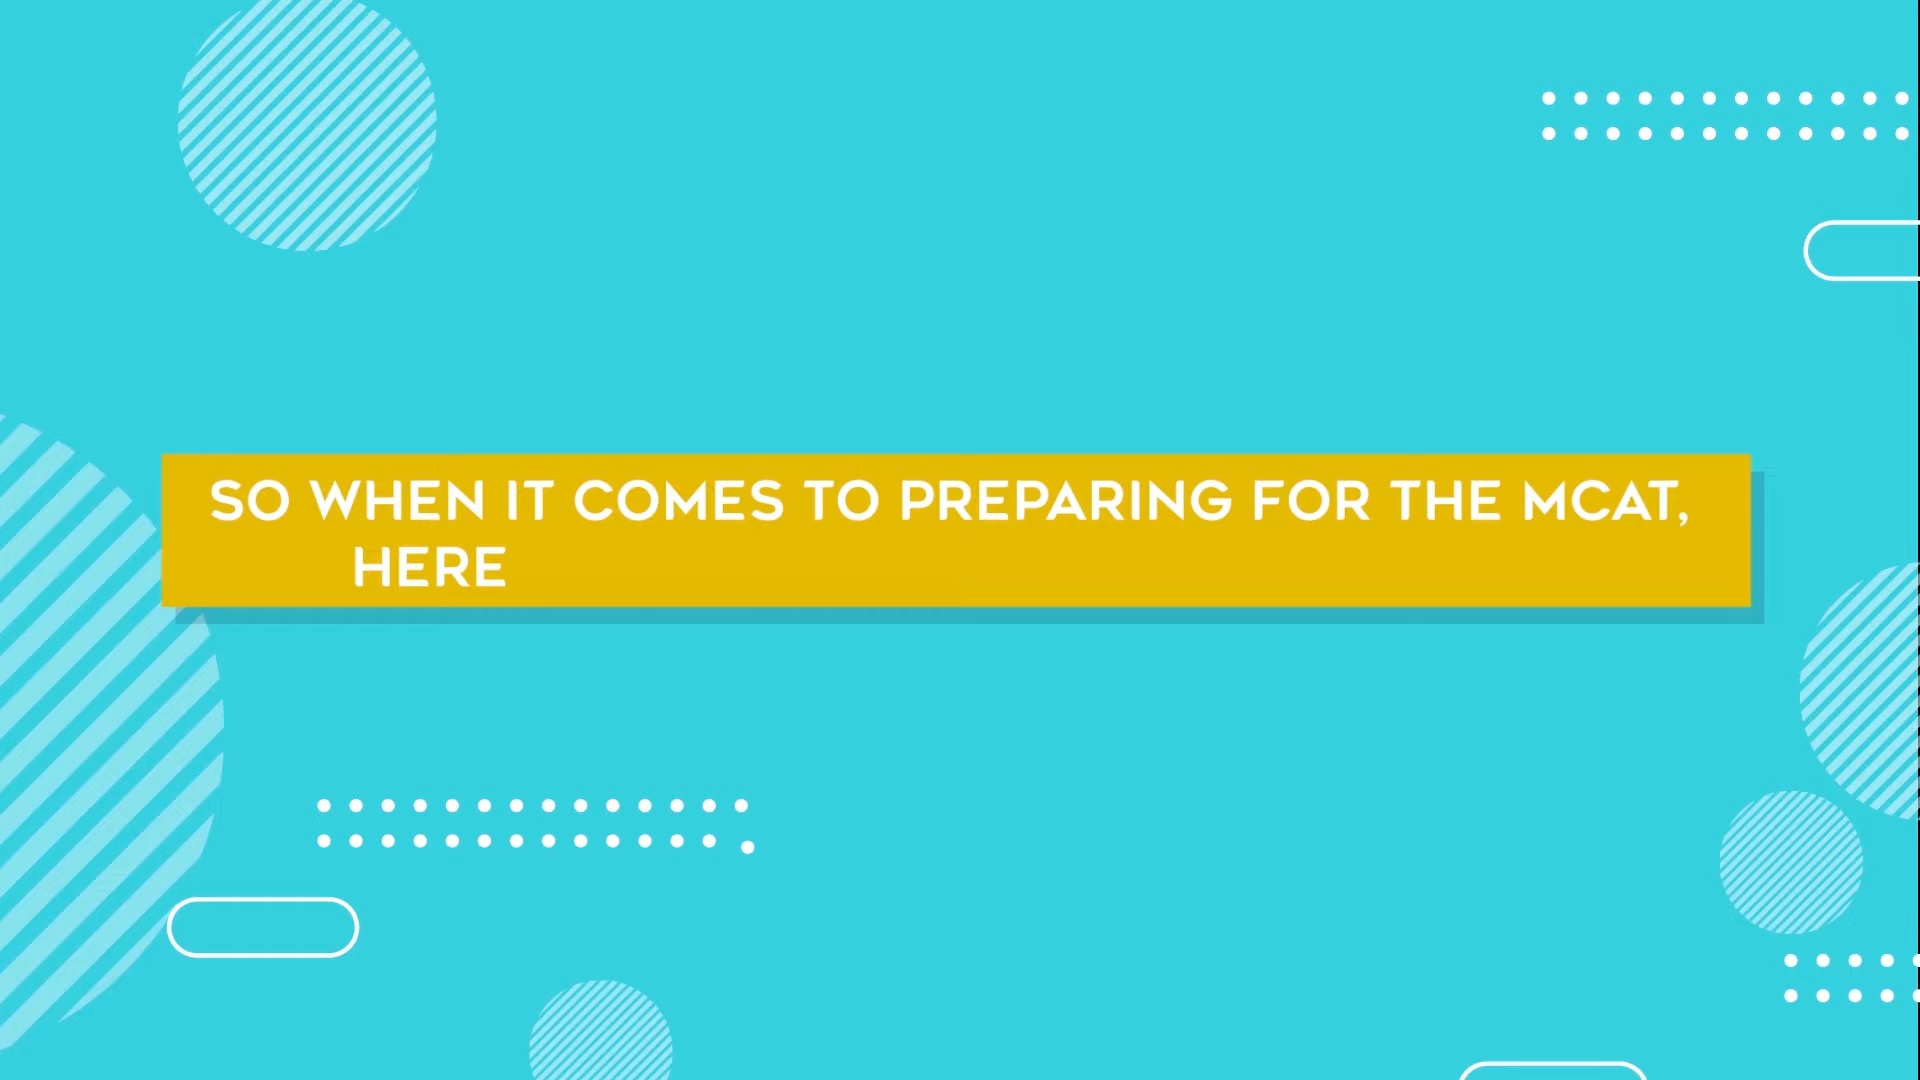 SO WHEN IT COMES TO PREPARING FOR THE MCAT,
HERE